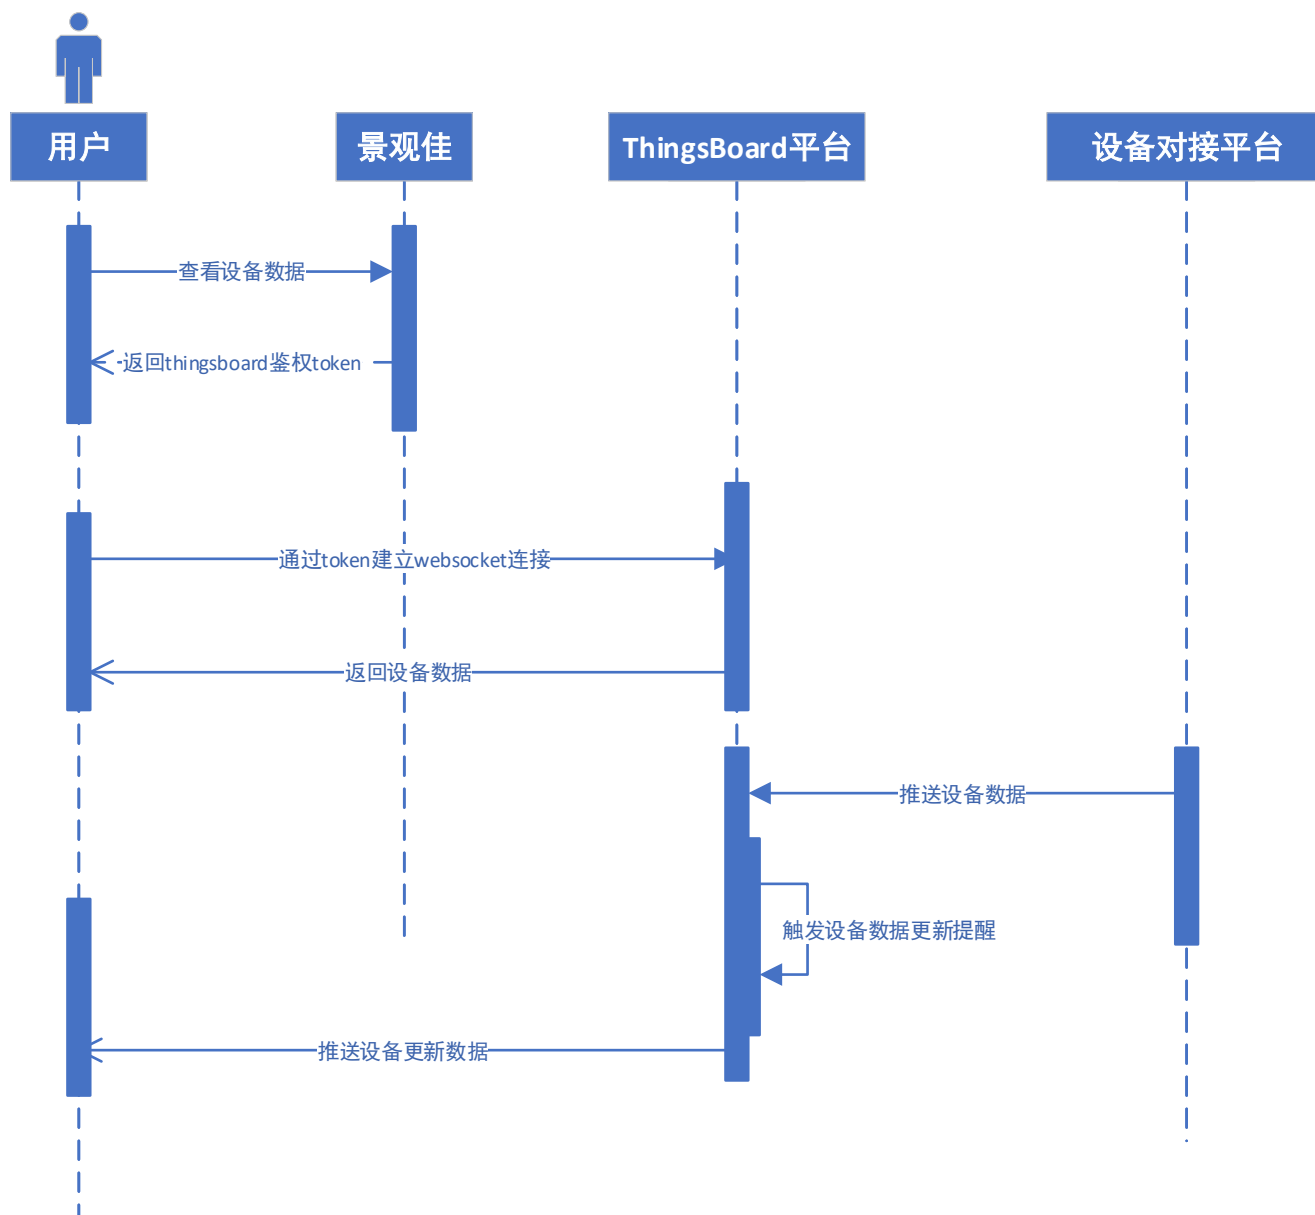 用户
景观佳
ThingsBoard平台
设备对接平台
查看设备数据
返回thingsboard鉴权token
通过token建立websocket连接
返回设备数据
推送设备数据
触发设备数据更新提醒
推送设备更新数据